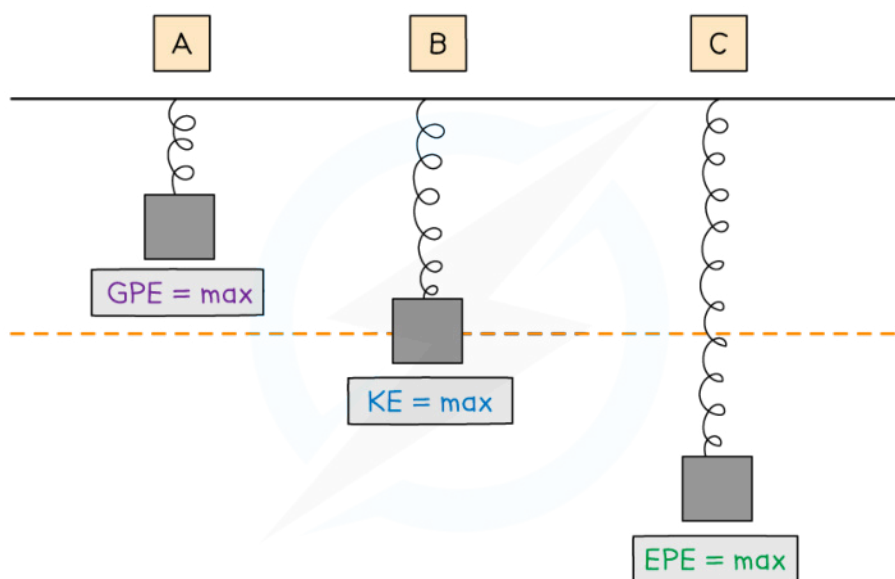 A
B
C
GPE = max
KE = max
EPE = max